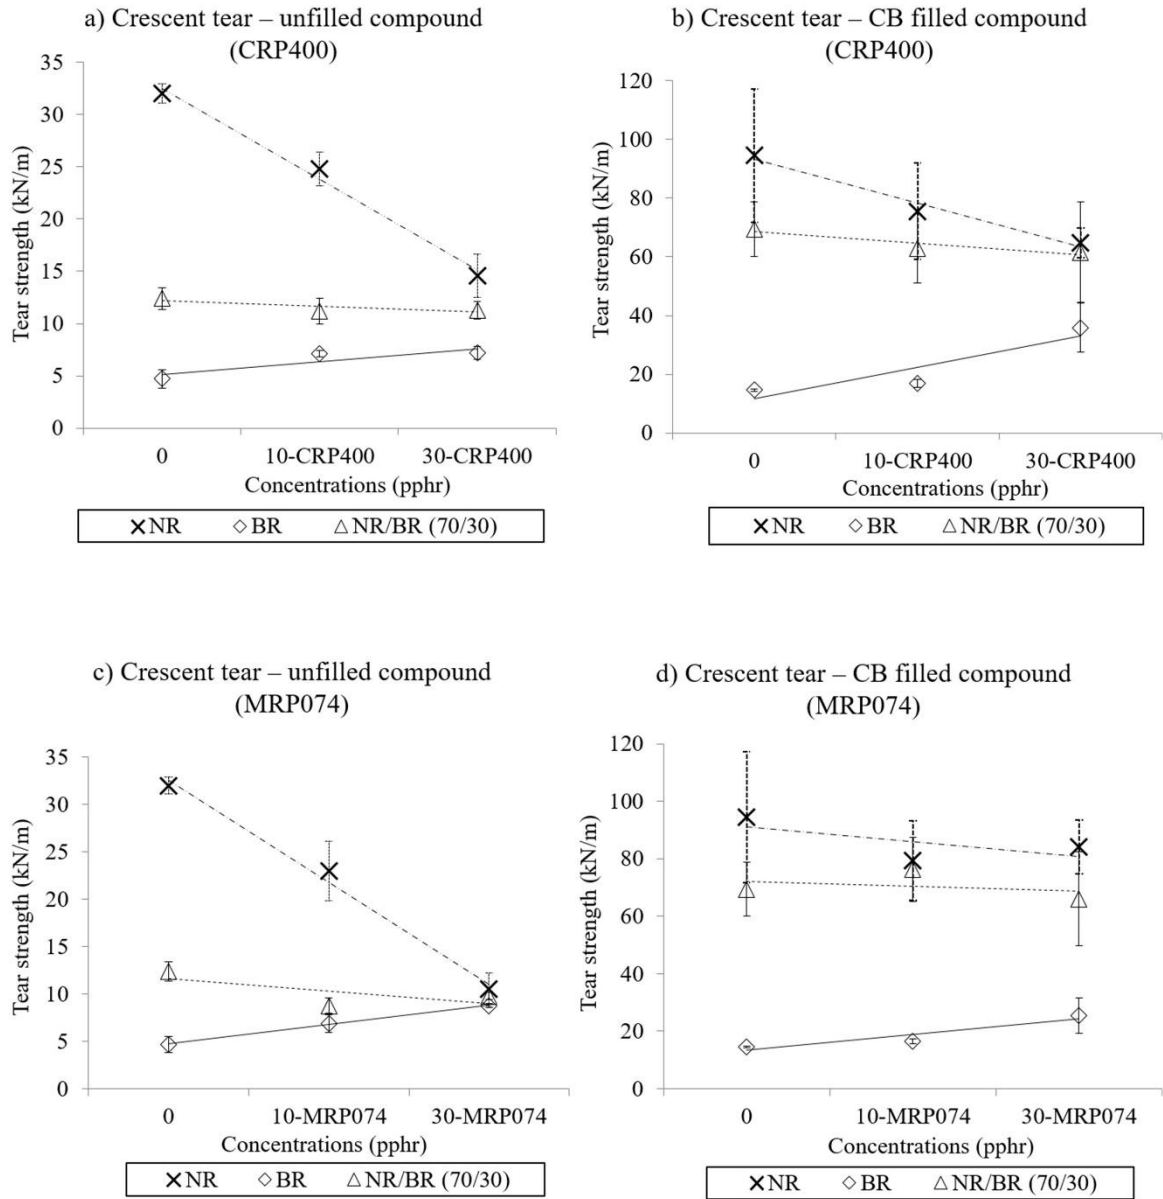 a) Crescent tear – unfilled compound
(CRP400)
35
30
25
20
15
10
5
0
Tear strength (kN/m)
0 10-CRP400 30-CRP400
Concentrations (pphr)
NR BR NR/BR (70/30)
b) Crescent tear – CB filled compound
(CRP400)
120
100
80
60
40
20
0
Tear strength (kN/m)
0 10-CRP400 30-CRP400
Concentrations (pphr)
NR BR NR/BR (70/30)
c) Crescent tear – unfilled compound
(MRP074)
35
30
25
20
15
10
5
0
Tear strength (kN/m)
0 10-MRP074 30-MRP074
Concentrations (pphr)
NR BR NR/BR (70/30)
d) Crescent tear – CB filled compound
(MRP074)
120
100
80
60
40
20
0
Tear strength (kN/m)
0 10-MRP074 30-MRP074
Concentrations (pphr)
NR BR NR/BR (70/30)